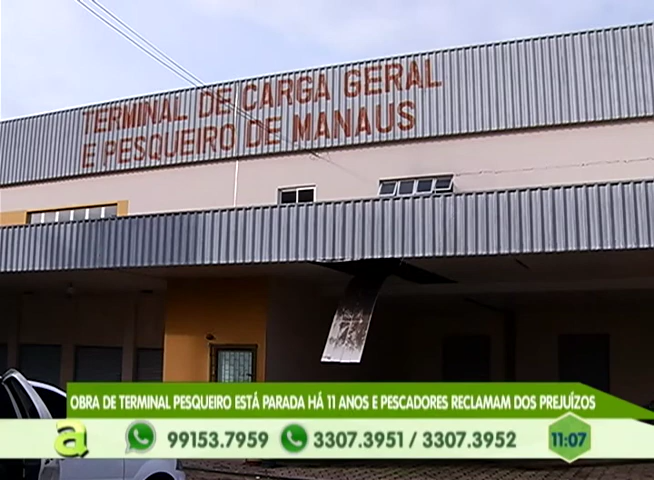 TERMINAL DE CARGA GERAL
E PESQUEIRO DE MANAUS
OBRA DE TERMINAL PESQUEIRO ESTÁ PARADA HÁ 11 ANOS E PESCADORES RECLAMAM DOS PREJUÍZOS
a 99153.7959 3307.3951 / 3307.3952 11:07